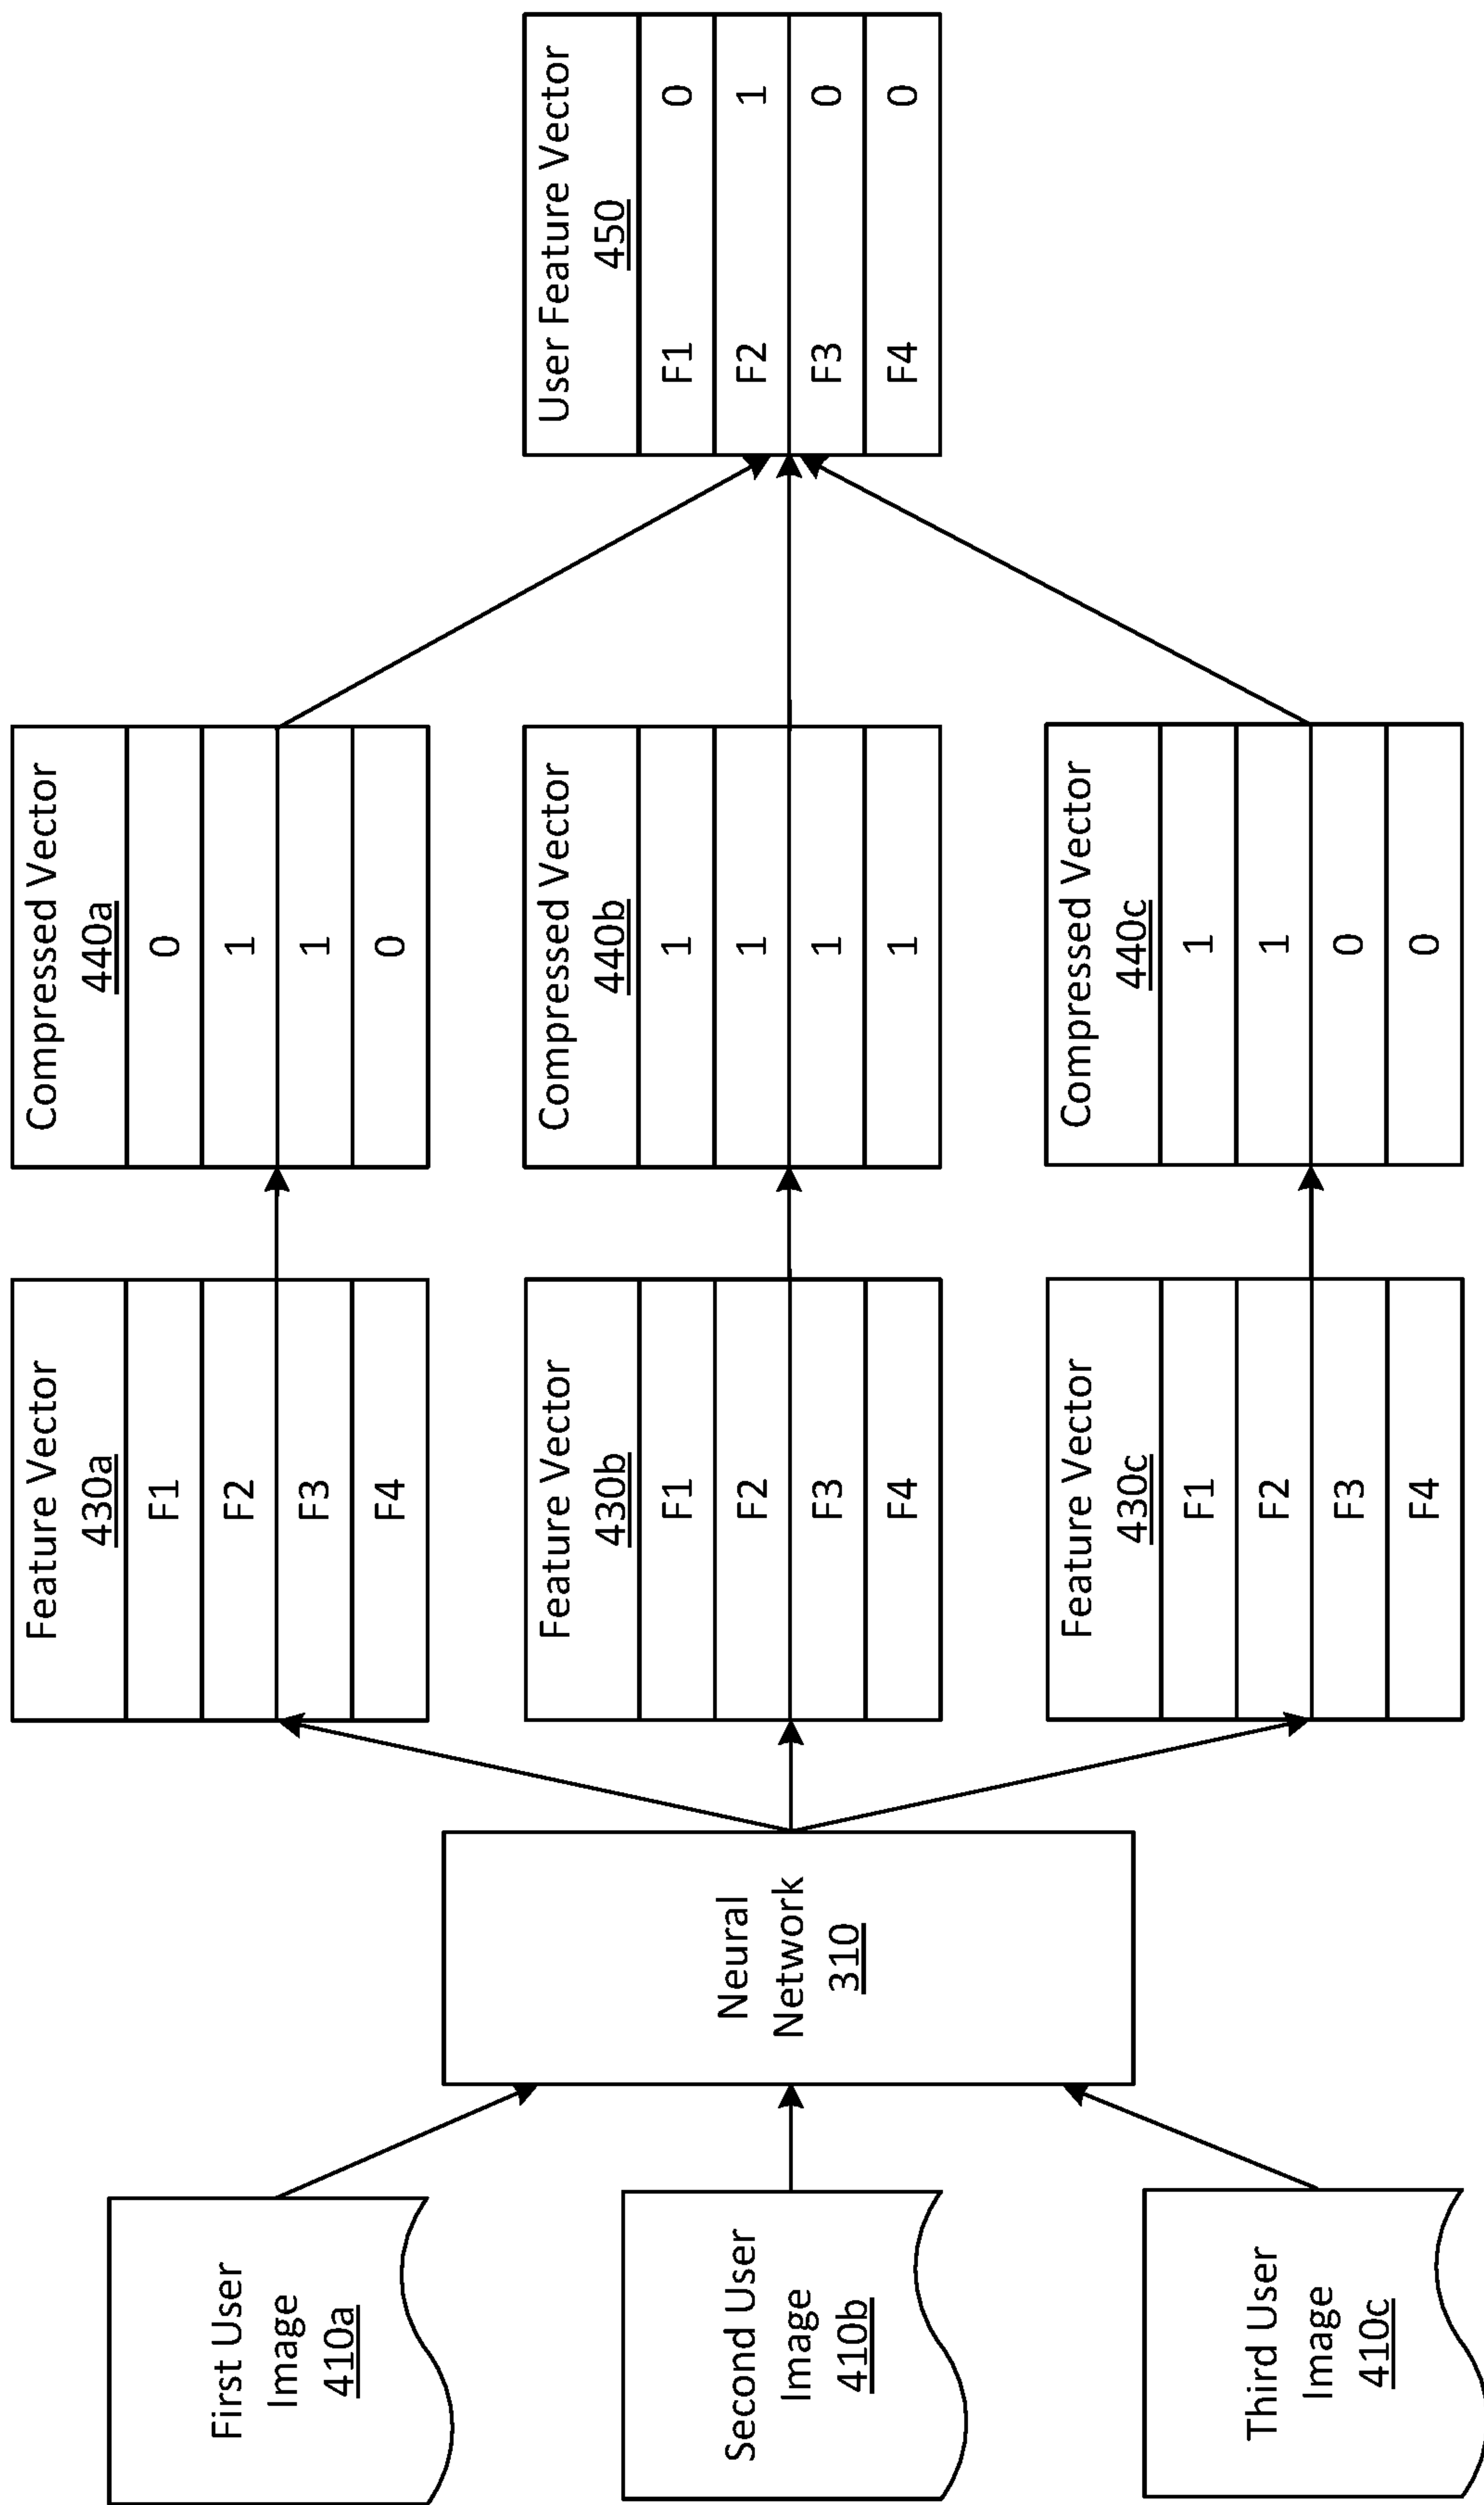 First User
Image
410a
Second User
Image
410b
Third User
Image
410c
Neural
Network
310
Feature Vector
430a
F1
F2
F3
F4
Feature Vector
430b
F1
F2
F3
F4
Feature Vector
430c
F1
F2
F3
F4
Compressed Vector
440a
0
1
1
0
Compressed Vector
440b
1
1
1
1
Compressed Vector
440c
1
1
0
0
User Feature Vector
450
F1 0
F2 1
F3 0
F4 0